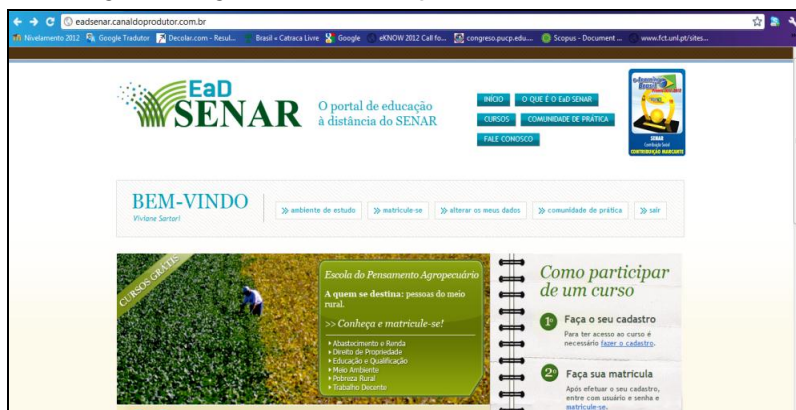 eadsenar.canaldoprodutor.com.br
Nivelamento 2012 Google Tradutor Decolar.com - Resul... Brasil « Catraca Livre Google eKNOW 2012 Call fo... congreso.pucp.edu... Scopus - Document ... www.fct.unl.pt/sites...
EaD
SENAR
O portal de educação
à distância do SENAR
INÍCIO O QUE É O EaD SENAR
CURSOS COMUNIDADE DE PRÁTICA
FALE CONOSCO
Brasil
SENAR
Contribuição Social
CONTRIBUIÇÃO MARCANTE
BEM-VINDO
Viviane Sartori
>> ambiente de estudo >> matricule-se >> alterar os meus dados >> comunidade de prática >> sair
CURSOS GRÁTIS
Escola do Pensamento Agropecuário
A quem se destina: pessoas do meio
rural.
>> Conheça e matricule-se!
Abastecimento e Renda
Direito de Propriedade
Educação e Qualificação
Meio Ambiente
Pobreza Rural
Trabalho Decente
Como participar
de um curso
1º Faça o seu cadastro
Para ter acesso ao curso é
necessário fazer o cadastro.
2º Faça sua matrícula
Após efetuar o seu cadastro,
entre com usuário e senha e
matricule-se.